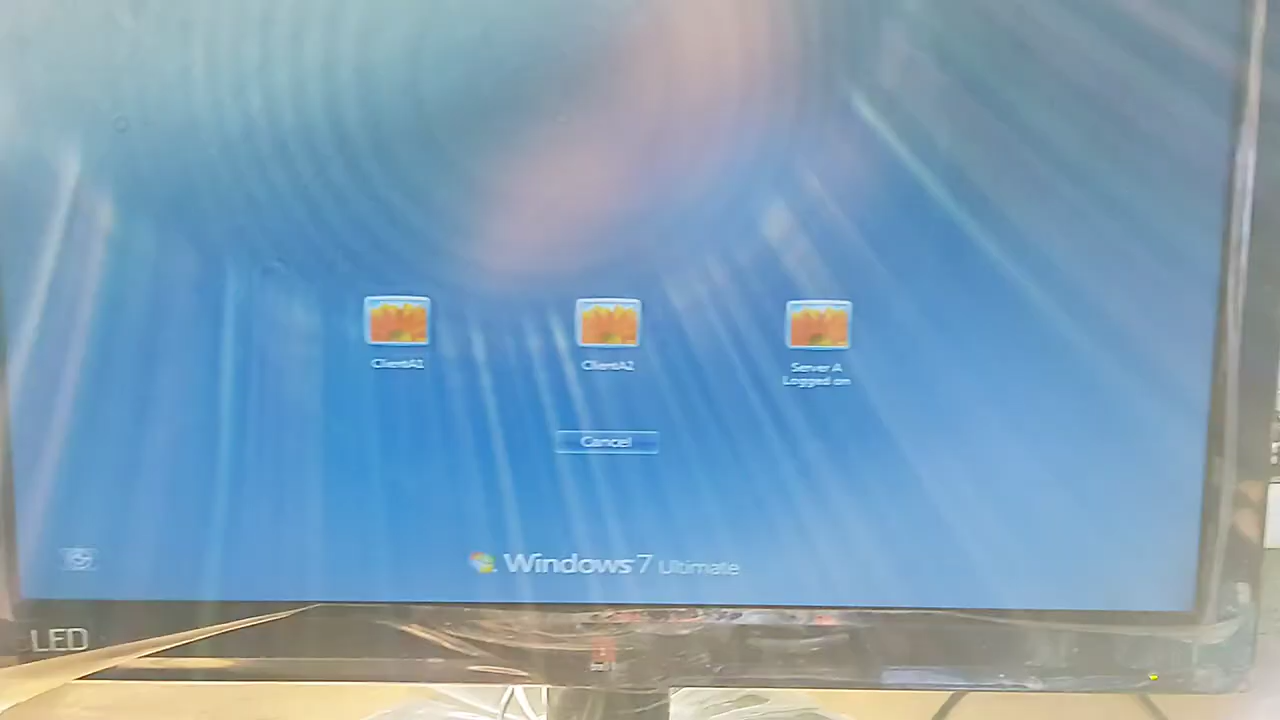 ClientA1
ClientA2
Server A
Logged on
Cancel
Windows 7 Ultimate
LED